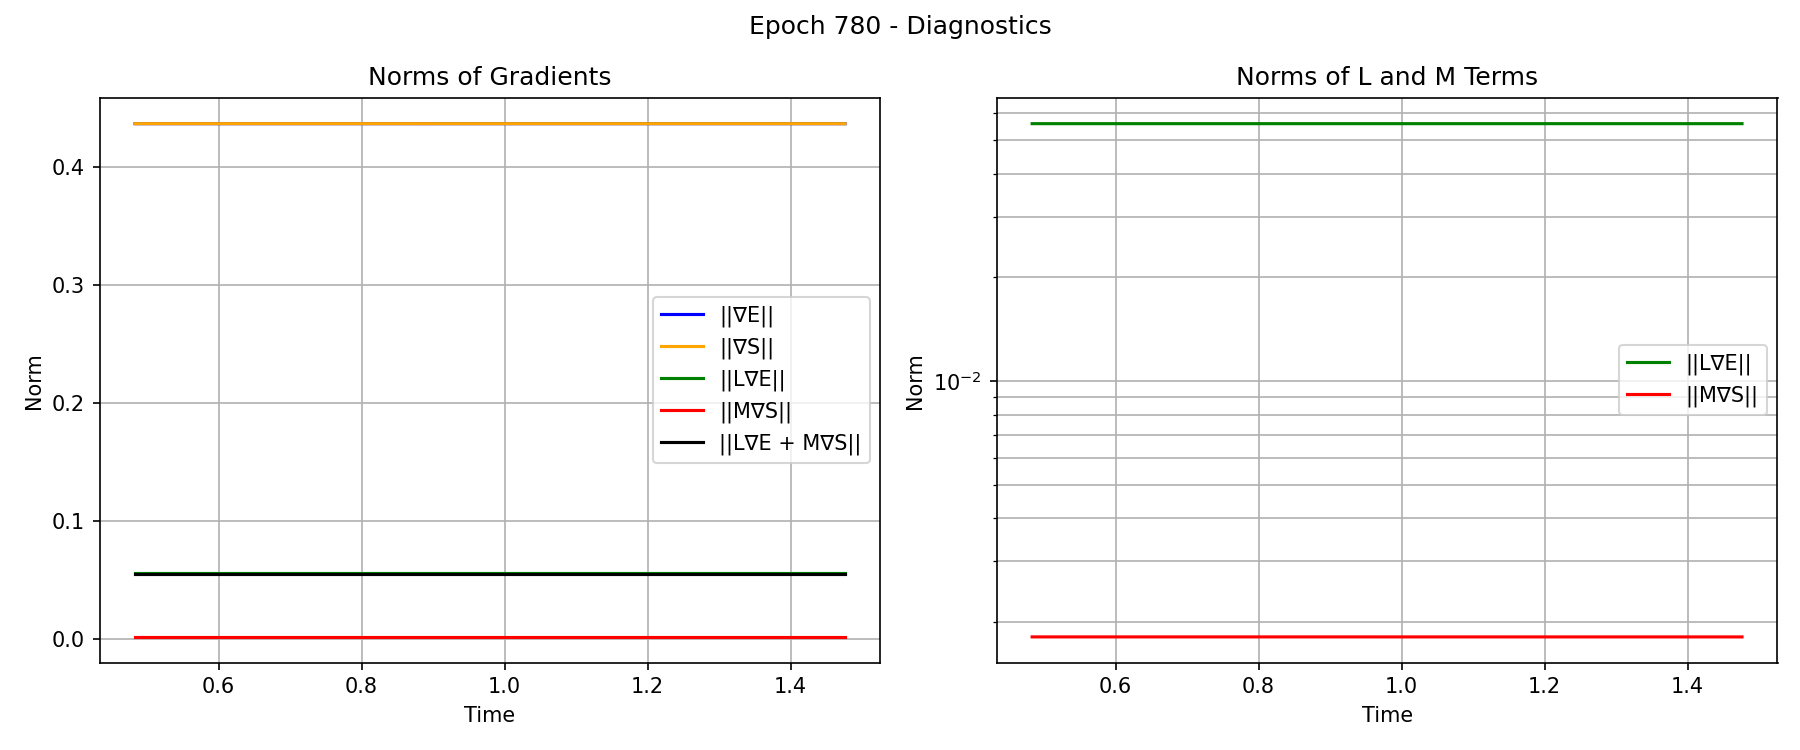 Epoch 780 - Diagnostics
Norms of Gradients
Norm
0.4
0.3
0.2
0.1
0.0
||∇E||
||∇S||
||L∇E||
||M∇S||
||L∇E + M∇S||
0.6 0.8 1.0 1.2 1.4
Time
Norms of L and M Terms
Norm
10⁻²
||L∇E||
||M∇S||
0.6 0.8 1.0 1.2 1.4
Time